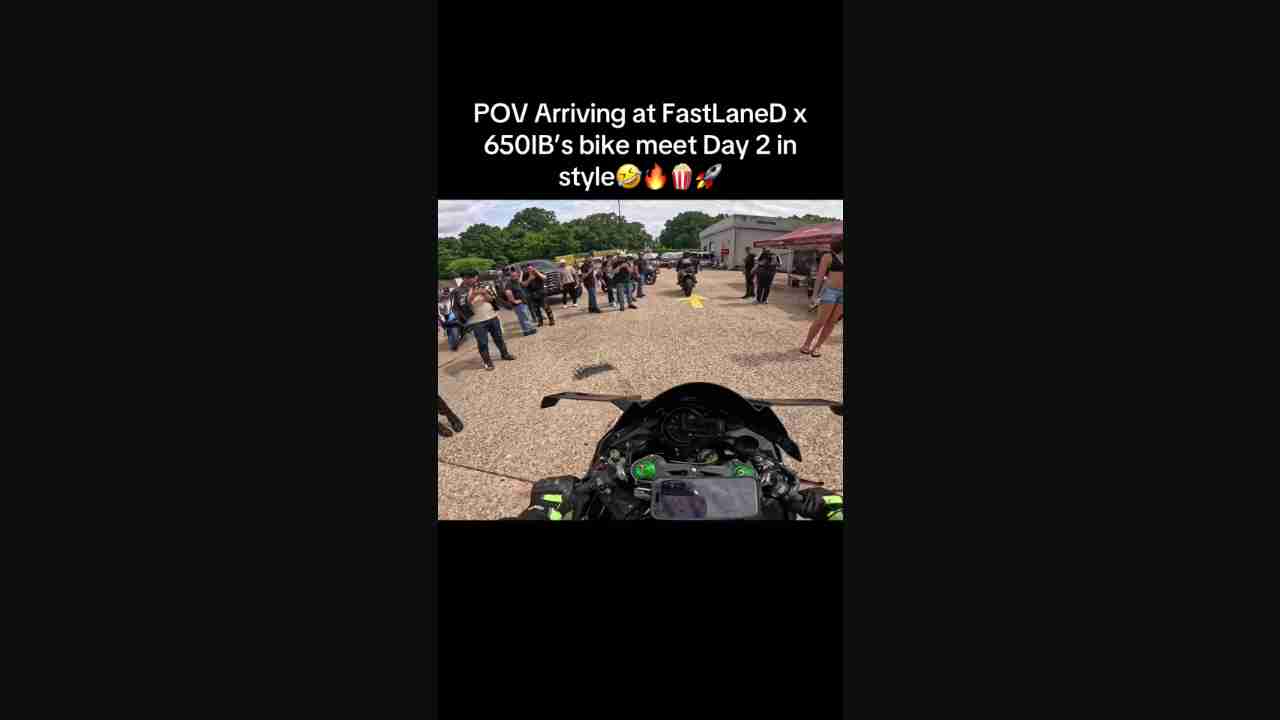 POV Arriving at FastLaneD x
650IB’s bike meet Day 2 in
style🤣🔥🍿🚀